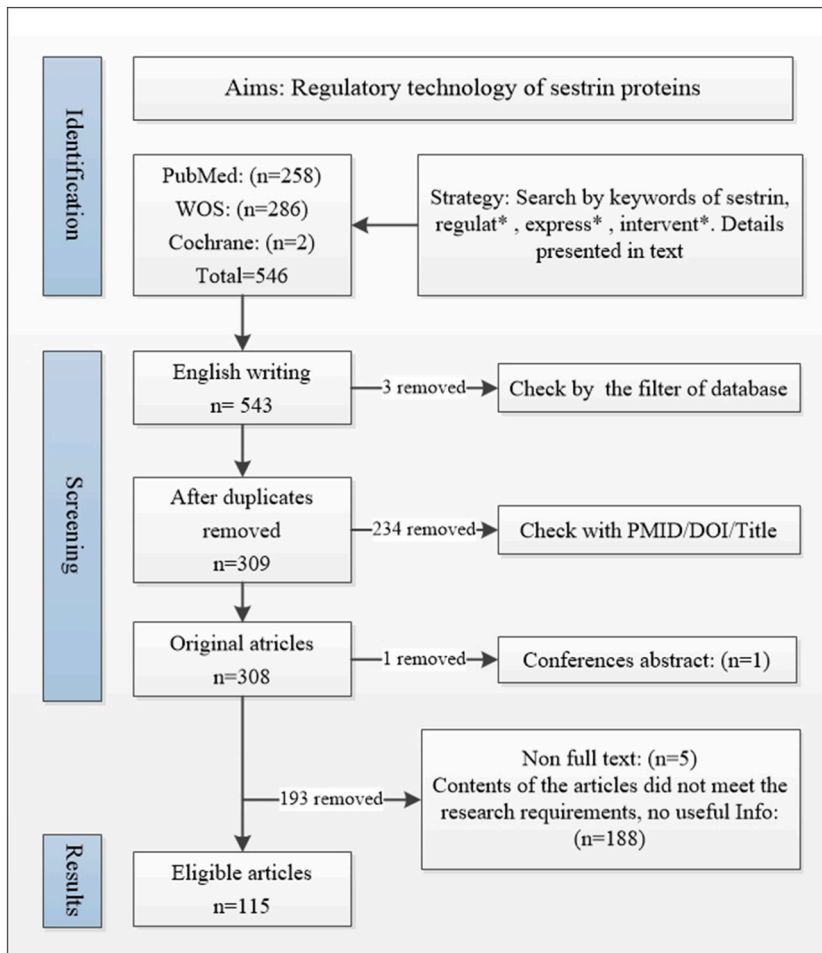 Identification
Aims: Regulatory technology of sestrin proteins
PubMed: (n=258)
WOS: (n=286)
Cochrane: (n=2)
Total=546
Strategy: Search by keywords of sestrin,
regulat* , express* , intervent*. Details
presented in text
Screening
English writing
n= 543
3 removed
Check by the filter of database
After duplicates
removed
n=309
234 removed
Check with PMID/DOI/Title
Original atricles
n=308
1 removed
Conferences abstract: (n=1)
193 removed
Non full text: (n=5)
Contents of the articles did not meet the
research requirements, no useful Info:
(n=188)
Results
Eligible articles
n=115